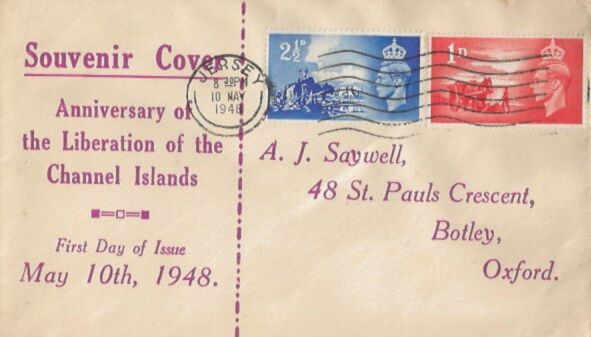 Souvenir Cover
Anniversary of
the Liberation of the
Channel Islands
First Day of Issue
May 10th, 1948.
JERSEY
8 30PM
10 MAY
1948
2½D
1D
A. J. Saywell,
48 St. Pauls Crescent,
Botley,
Oxford.